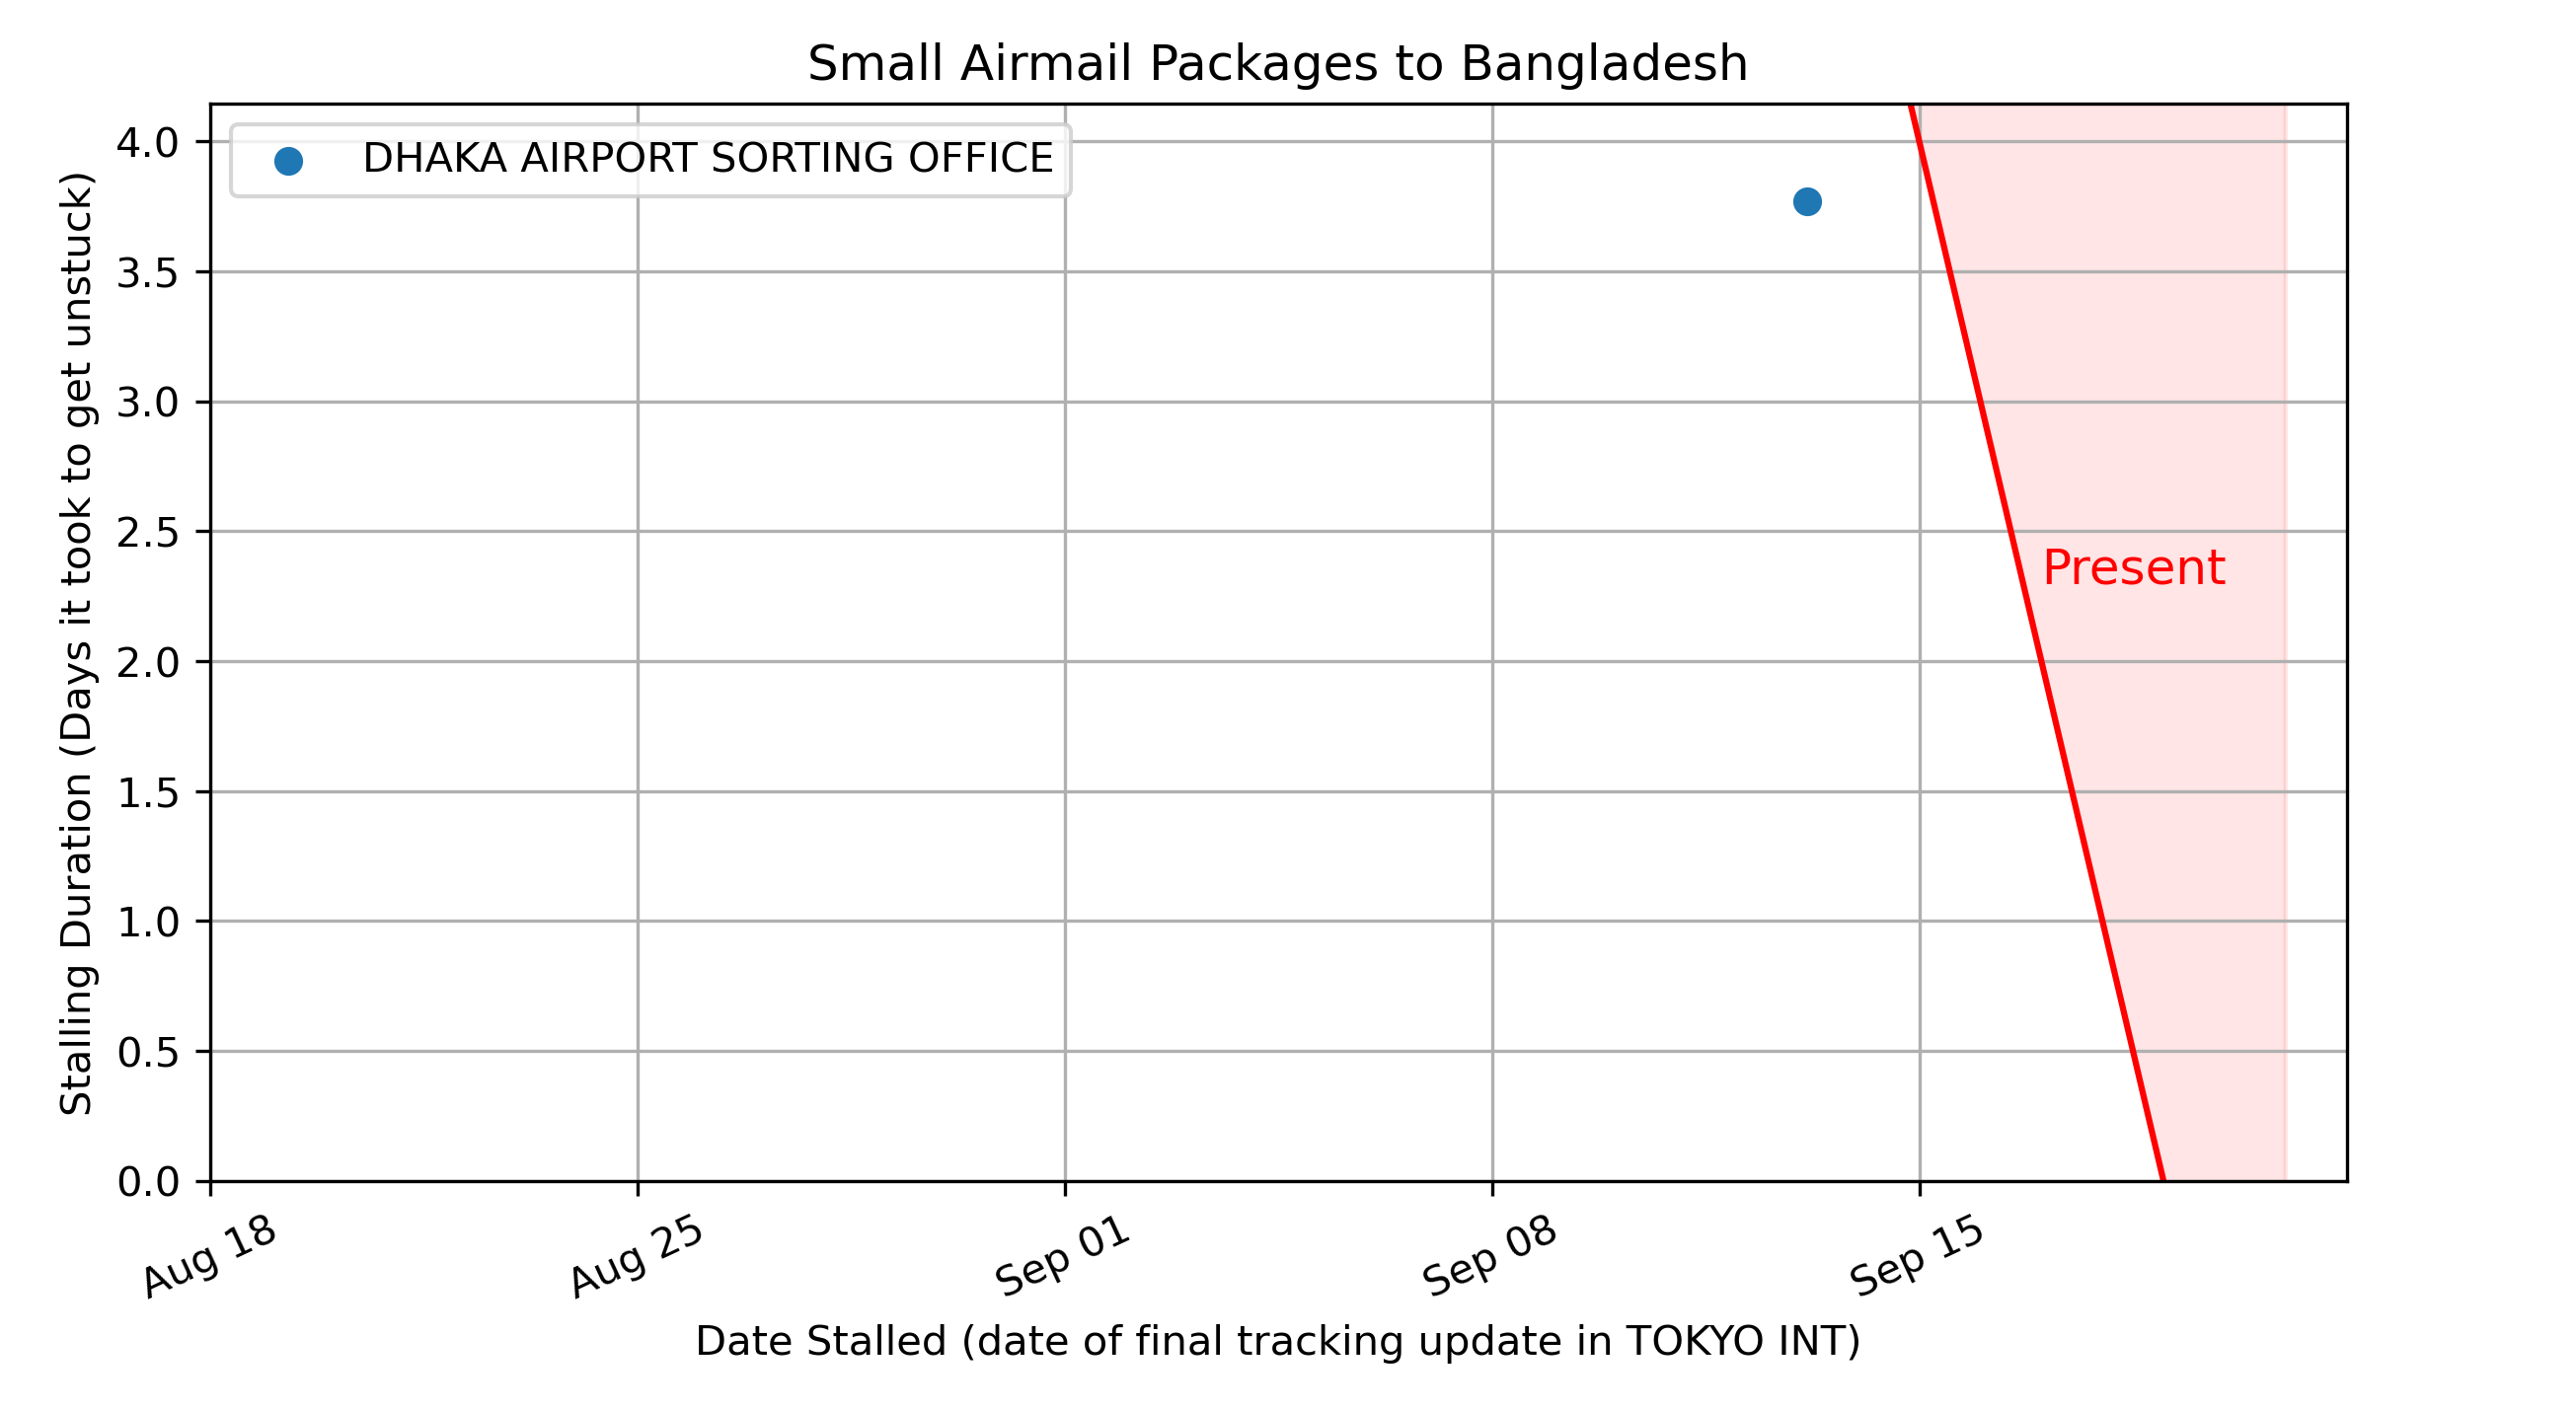 Small Airmail Packages to Bangladesh
DHAKA AIRPORT SORTING OFFICE
Stalling Duration (Days it took to get unstuck)
4.0
3.5
3.0
2.5
2.0
1.5
1.0
0.5
0.0
Present
Aug 18
Aug 25
Sep 01
Sep 08
Sep 15
Date Stalled (date of final tracking update in TOKYO INT)